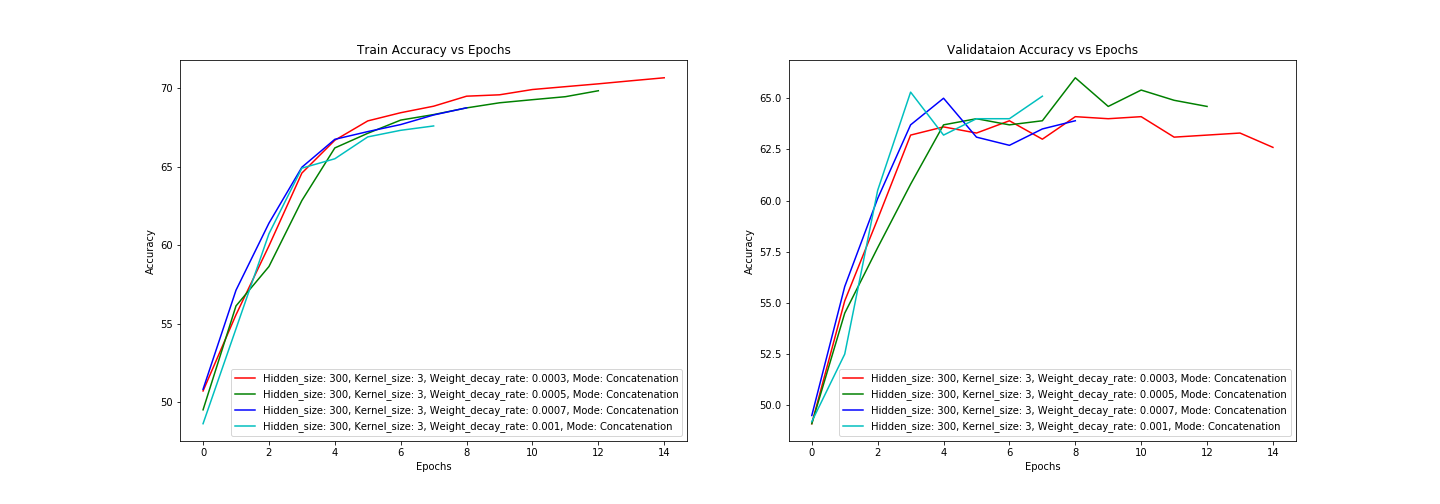 Train Accuracy vs Epochs
Accuracy
70
65
60
55
50
Hidden_size: 300, Kernel_size: 3, Weight_decay_rate: 0.0003, Mode: Concatenation
Hidden_size: 300, Kernel_size: 3, Weight_decay_rate: 0.0005, Mode: Concatenation
Hidden_size: 300, Kernel_size: 3, Weight_decay_rate: 0.0007, Mode: Concatenation
Hidden_size: 300, Kernel_size: 3, Weight_decay_rate: 0.001, Mode: Concatenation
0 2 4 6 8 10 12 14
Epochs
Validataion Accuracy vs Epochs
Accuracy
65.0
62.5
60.0
57.5
55.0
52.5
50.0
Hidden_size: 300, Kernel_size: 3, Weight_decay_rate: 0.0003, Mode: Concatenation
Hidden_size: 300, Kernel_size: 3, Weight_decay_rate: 0.0005, Mode: Concatenation
Hidden_size: 300, Kernel_size: 3, Weight_decay_rate: 0.0007, Mode: Concatenation
Hidden_size: 300, Kernel_size: 3, Weight_decay_rate: 0.001, Mode: Concatenation
0 2 4 6 8 10 12 14
Epochs